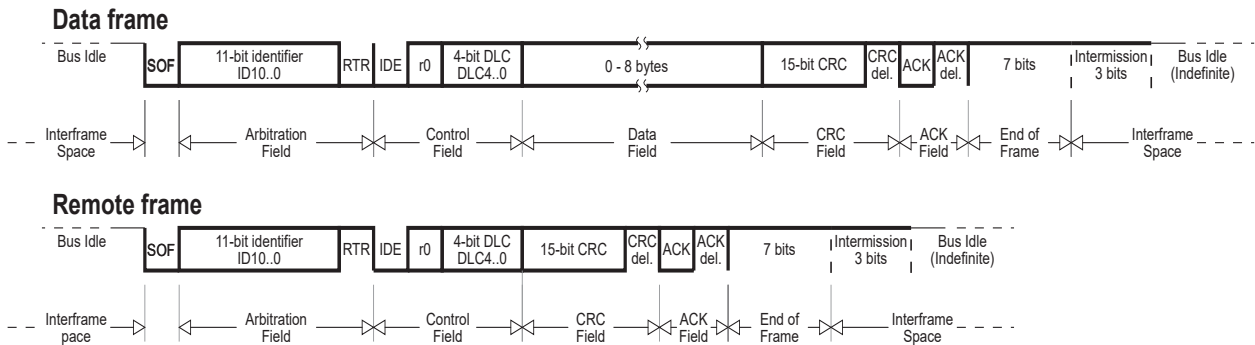 Data frame
Bus Idle
SOF
11-bit identifier
ID10..0
RTR
IDE
r0
4-bit DLC
DLC4..0
0 - 8 bytes
15-bit CRC
CRC
del.
ACK
ACK
del.
7 bits
Intermission
3 bits
Bus Idle
(Indefinite)
Interframe
Space
Arbitration
Field
Control
Field
Data
Field
CRC
Field
ACK
Field
End of
Frame
Interframe
Space
Remote frame
Bus Idle
SOF
11-bit identifier
ID10..0
RTR
IDE
r0
4-bit DLC
DLC4..0
15-bit CRC
CRC
del.
ACK
ACK
del.
7 bits
Intermission
3 bits
Bus Idle
(Indefinite)
Interframe
pace
Arbitration
Field
Control
Field
CRC
Field
ACK
Field
End of
Frame
Interframe
Space